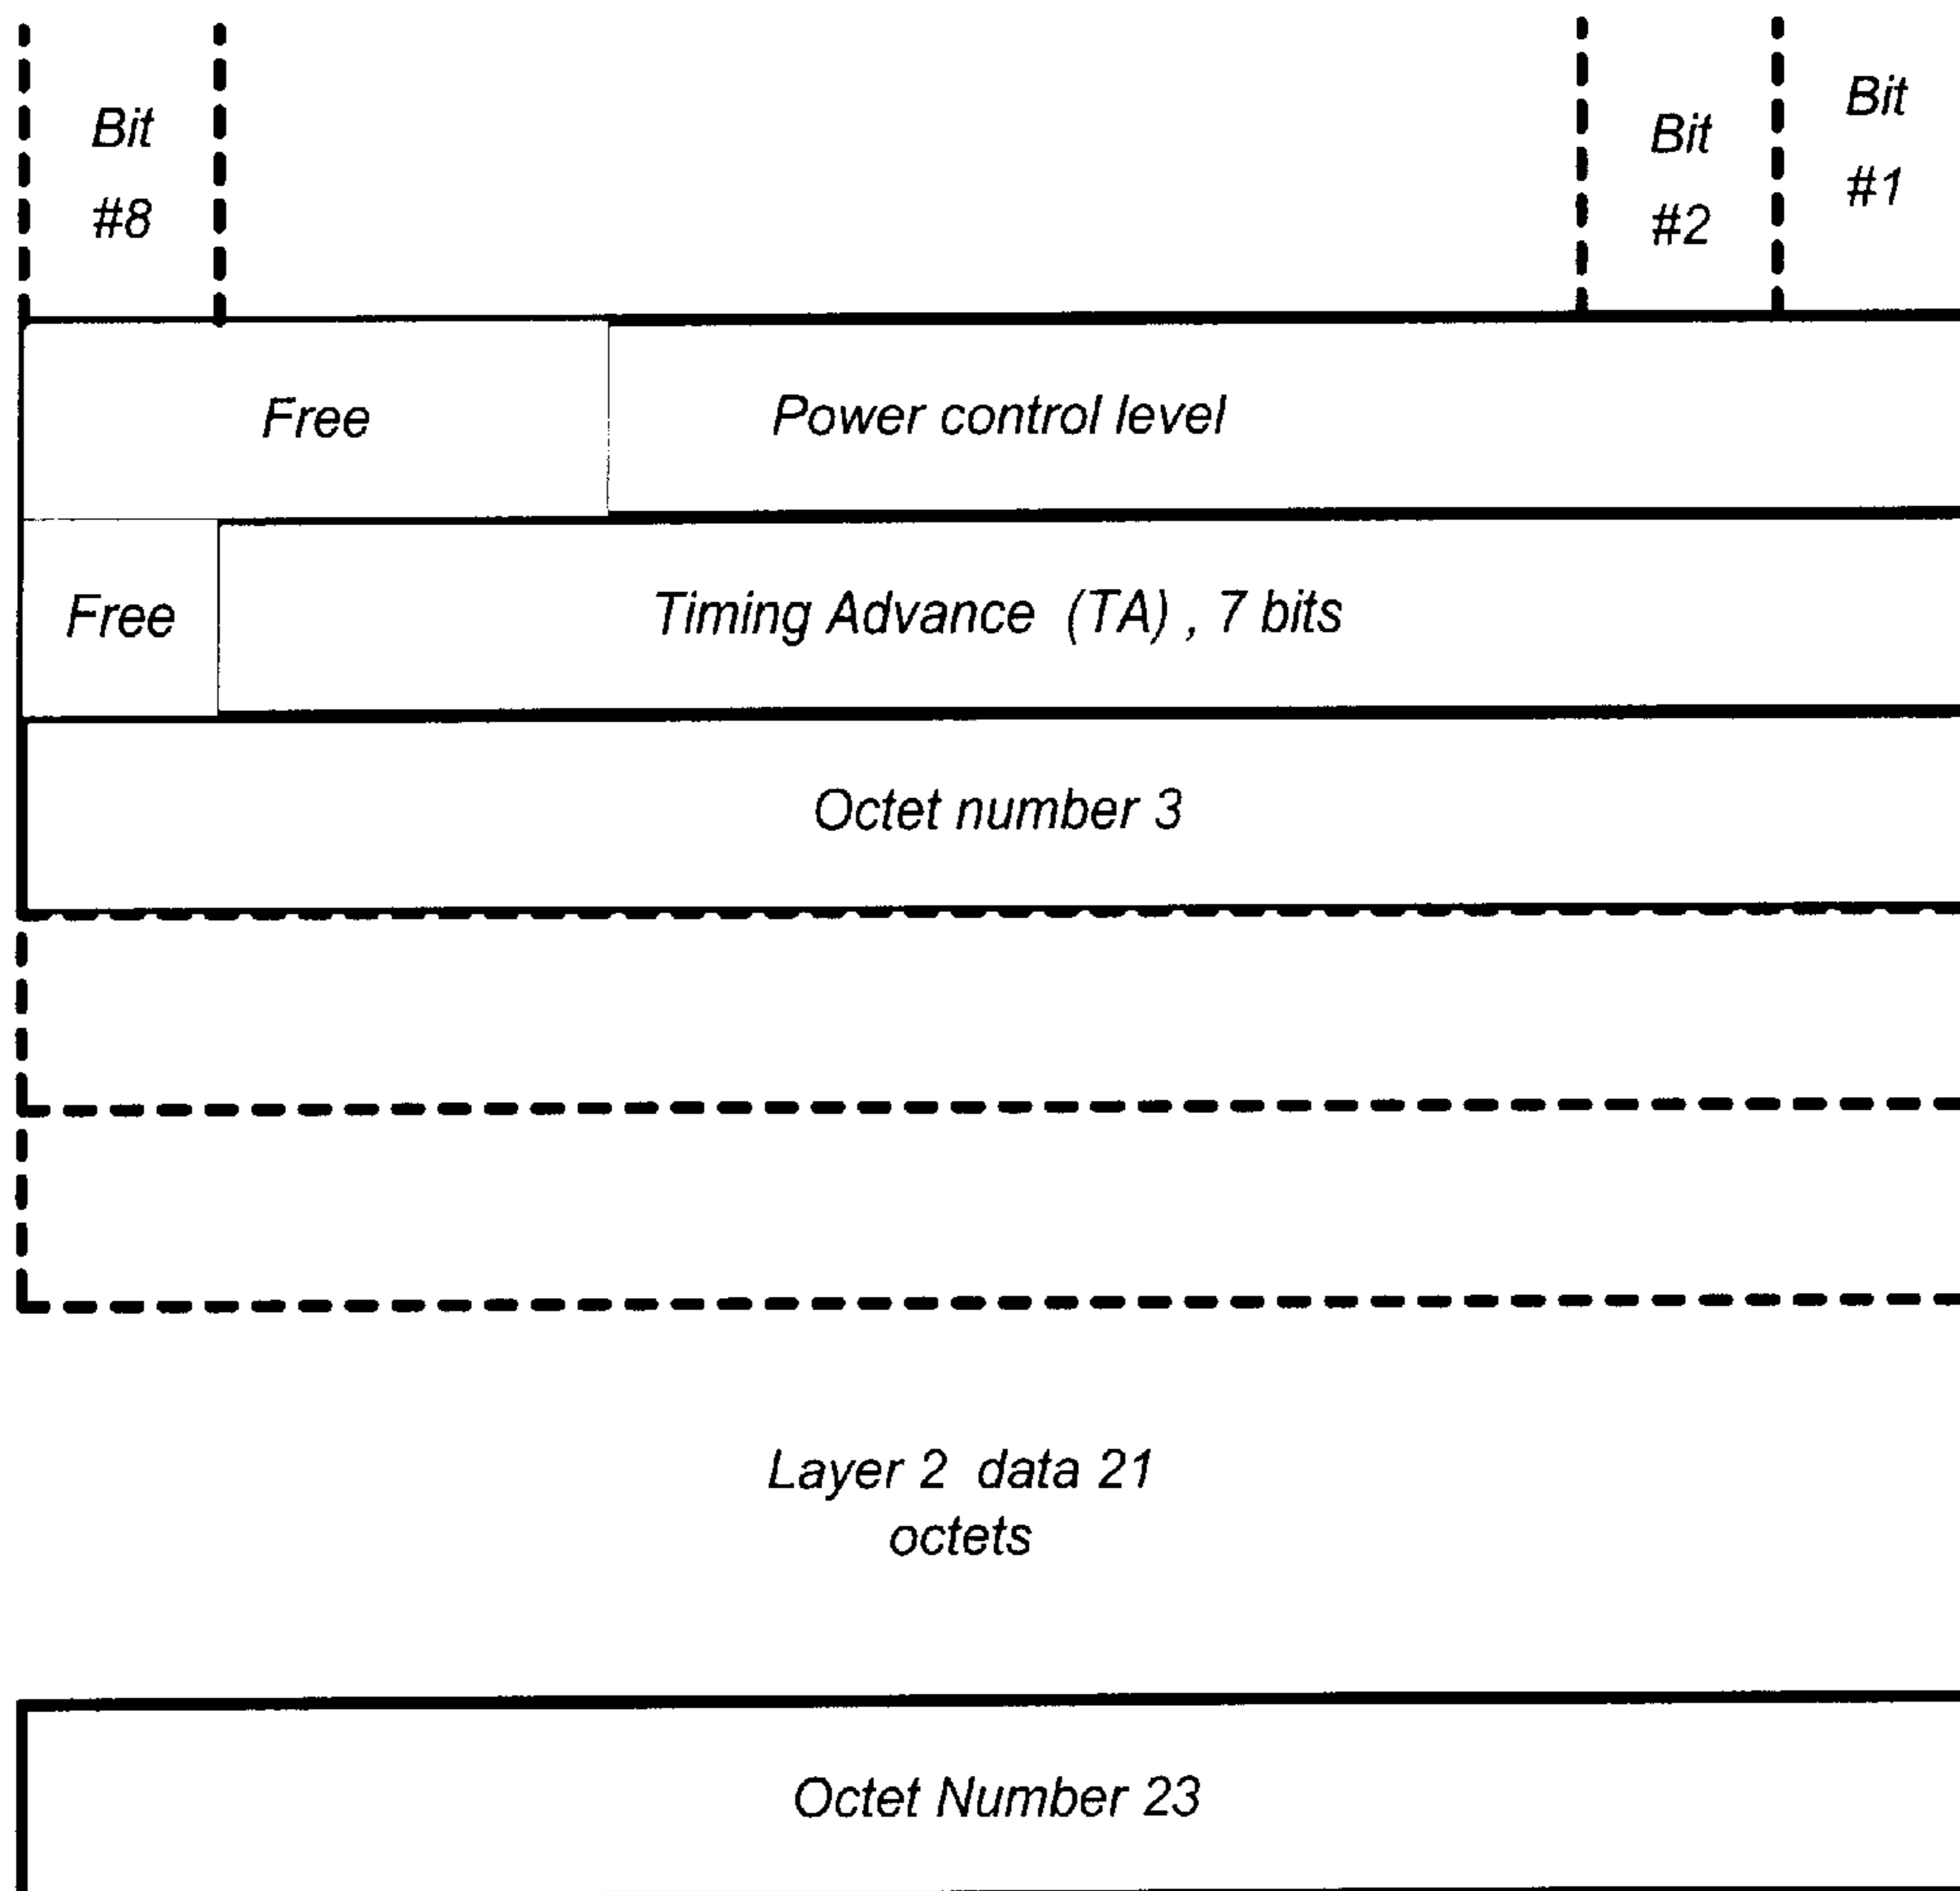 Bit
#8
Bit
#2
Bit
#1
Free
Power control level
Free
Timing Advance (TA) , 7 bits
Octet number 3
Layer 2 data 21
octets
Octet Number 23